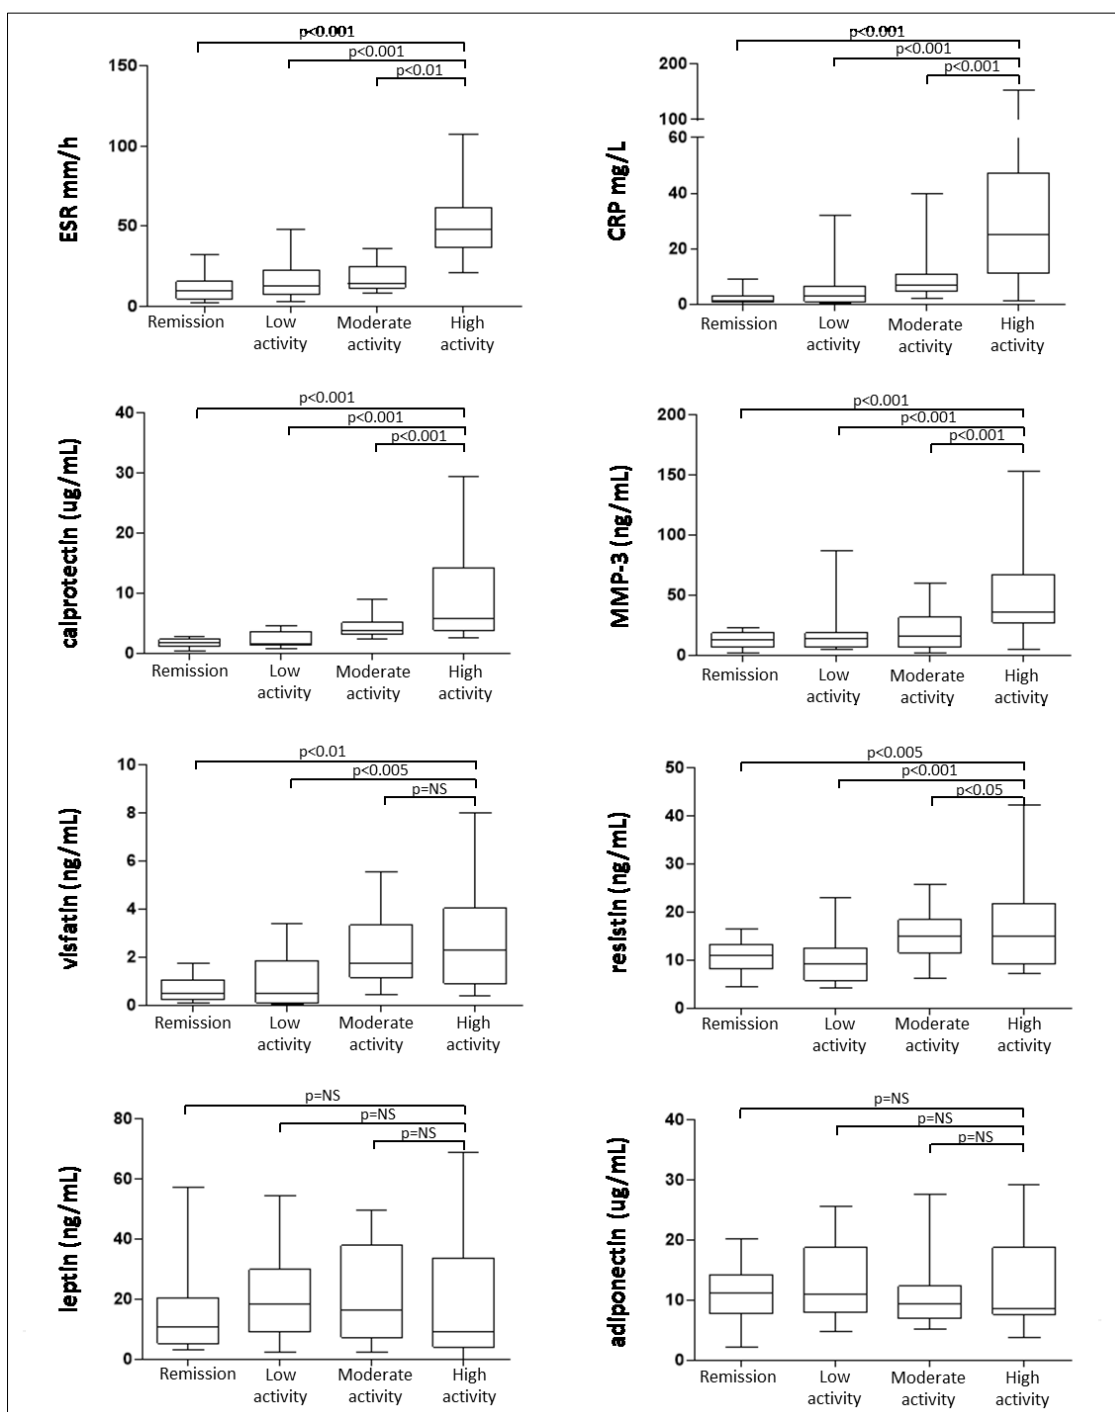 p<0.001
p<0.001
p<0.01
ESR mm/h
150
100
50
0
Remission
Low activity
Moderate activity
High activity
p<0.001
p<0.001
p<0.001
CRP mg/L
200
100
60
40
20
0
Remission
Low activity
Moderate activity
High activity
p<0.001
p<0.001
p<0.001
calprotectin (ug/mL)
40
30
20
10
0
Remission
Low activity
Moderate activity
High activity
p<0.001
p<0.001
p<0.001
MMP-3 (ng/mL)
200
150
100
50
0
Remission
Low activity
Moderate activity
High activity
p<0.01
p<0.005
p=NS
visfatin (ng/mL)
10
8
6
4
2
0
Remission
Low activity
Moderate activity
High activity
p<0.005
p<0.001
p<0.05
resistin (ng/mL)
50
40
30
20
10
0
Remission
Low activity
Moderate activity
High activity
p=NS
p=NS
p=NS
leptin (ng/mL)
80
60
40
20
0
Remission
Low activity
Moderate activity
High activity
p=NS
p=NS
p=NS
adiponectin (ug/mL)
40
30
20
10
0
Remission
Low activity
Moderate activity
High activity